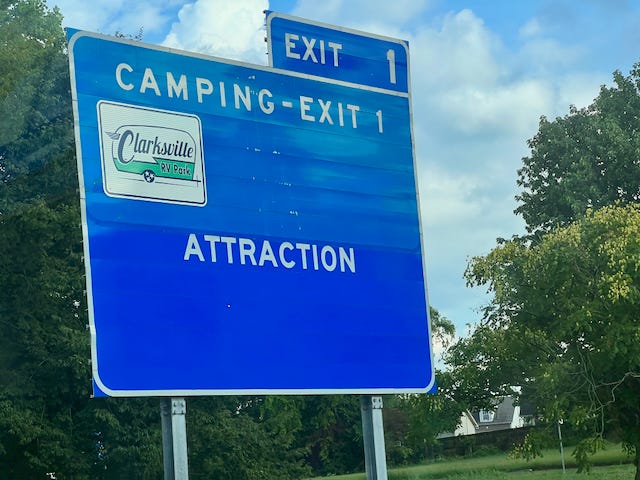 EXIT 1
CAMPING-EXIT 1
Clarksville
RV Park
ATTRACTION